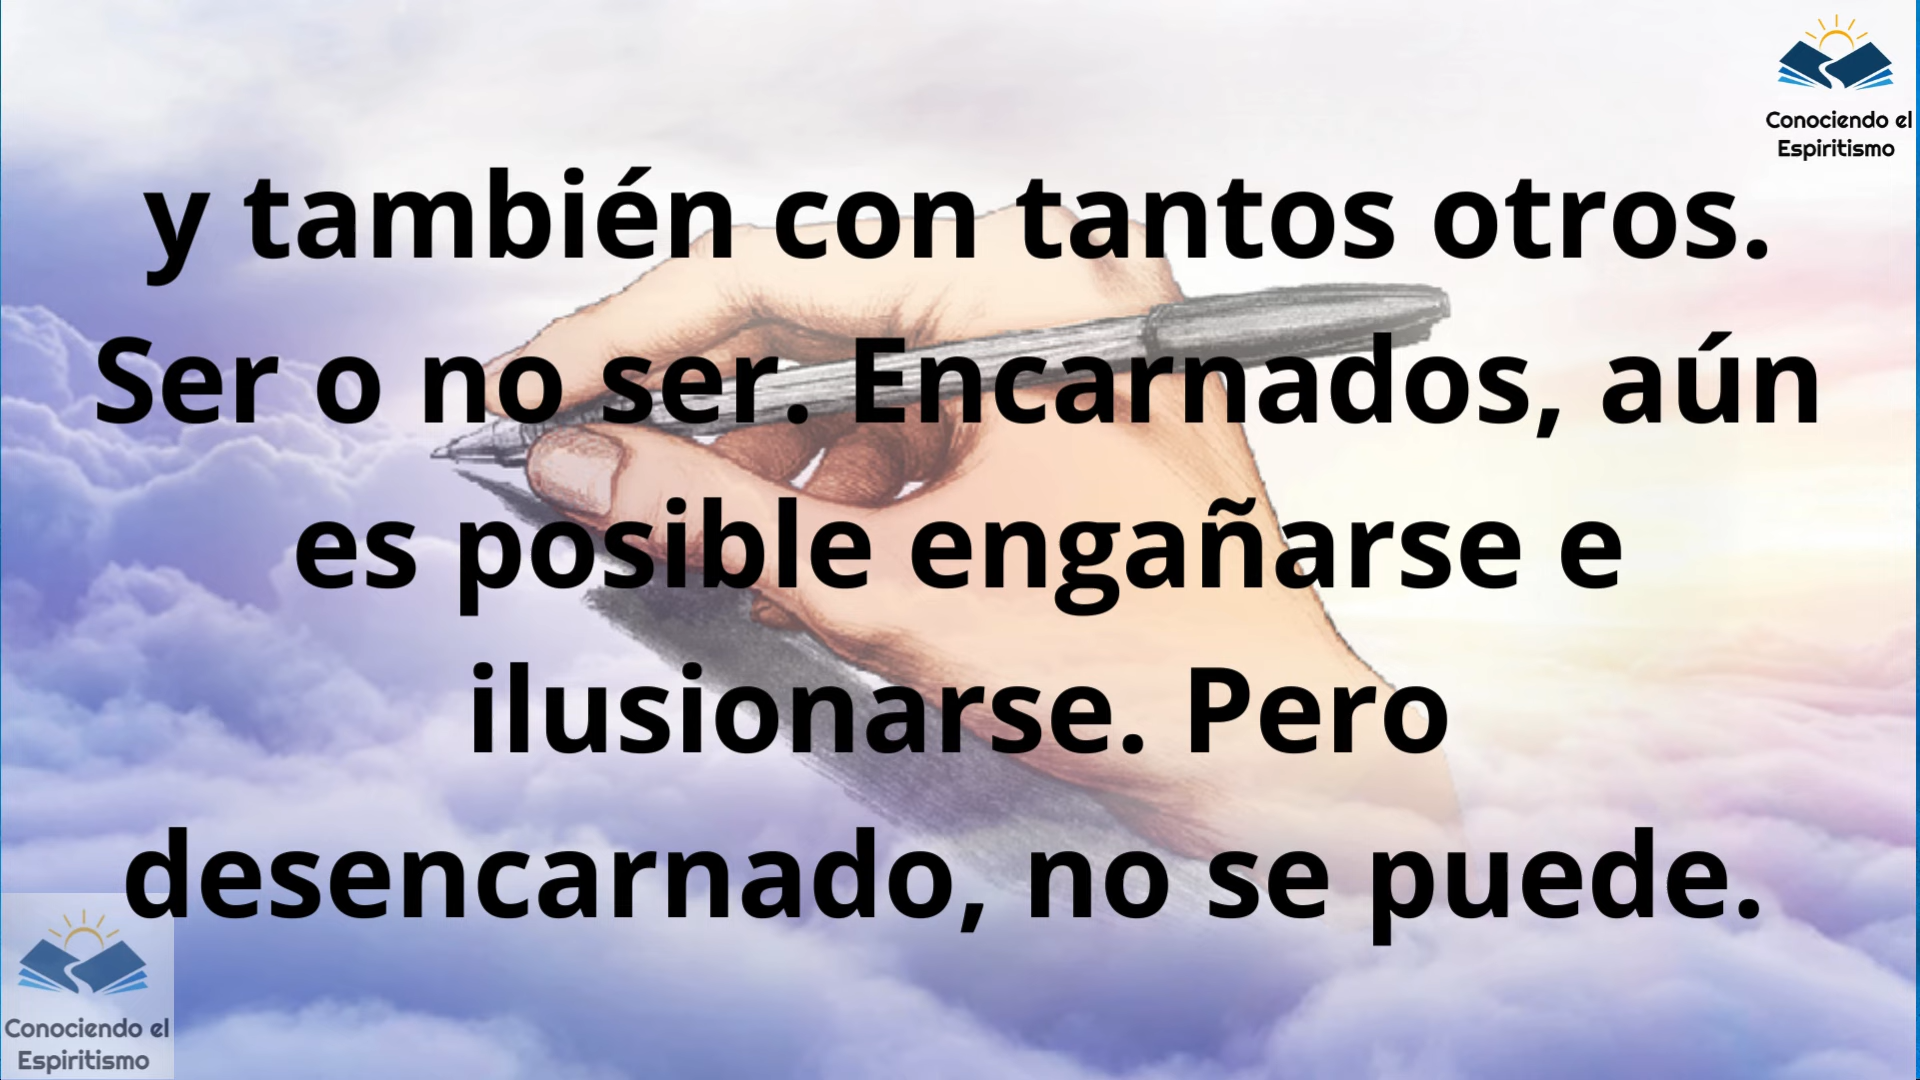 Conociendo el
Espiritismo
y también con tantos otros.
Ser o no ser. Encarnados, aún
es posible engañarse e
ilusionarse. Pero
desencarnado, no se puede.
Conociendo el
Espiritismo